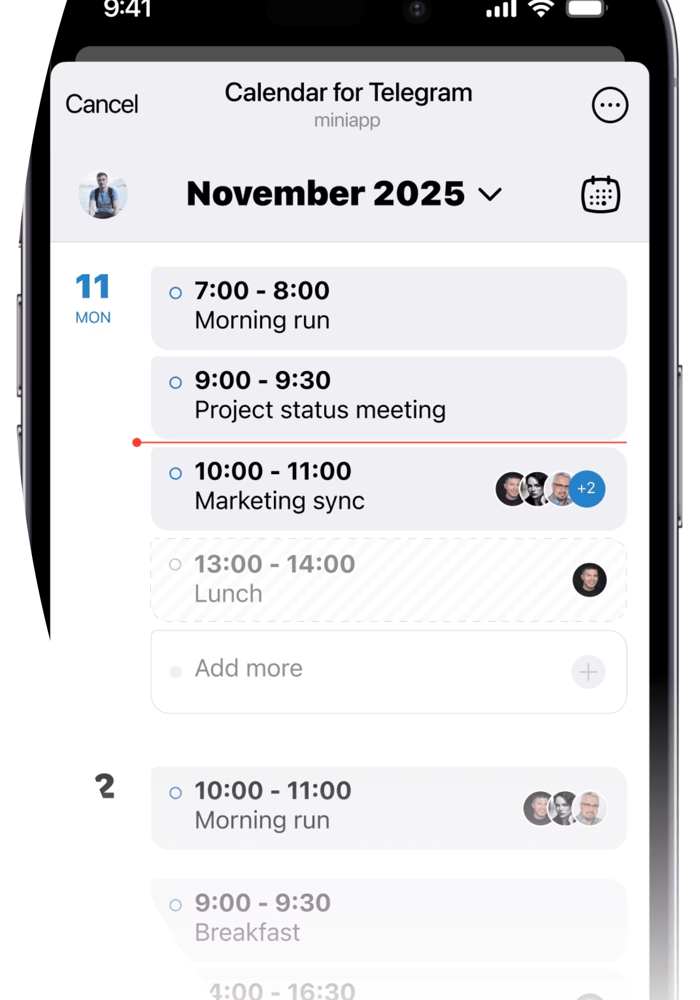 9:41
Cancel
Calendar for Telegram
miniapp
November 2025
11
MON
7:00 - 8:00
Morning run
9:00 - 9:30
Project status meeting
10:00 - 11:00
Marketing sync
+2
13:00 - 14:00
Lunch
Add more
2
10:00 - 11:00
Morning run
9:00 - 9:30
Breakfast
4:00 - 16:30